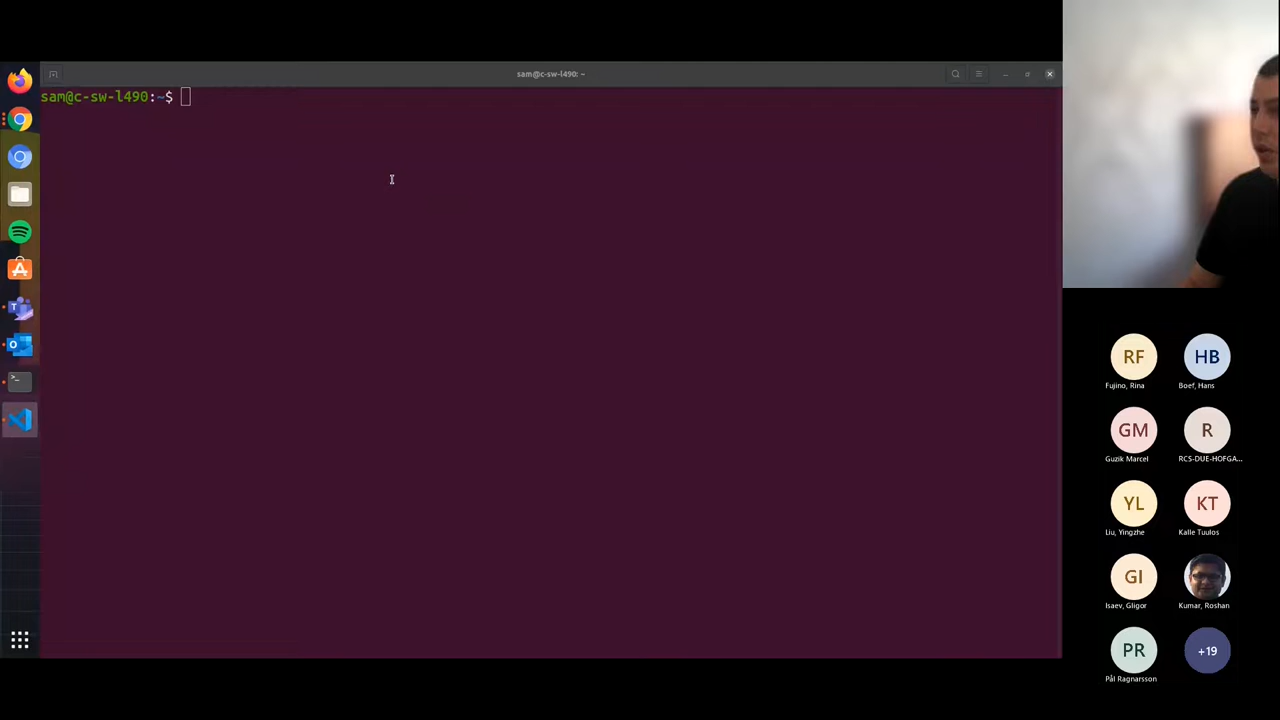 sam@c-sw-l490: ~
sam@c-sw-l490:~$
RF
HB
Fujino, Rina
Boef, Hans
GM
R
Guzik Marcel
RCS-DUE-HOFGA...
YL
KT
Liu, Yingzhe
Kalle Tuulos
GI
Isaev, Gligor
Kumar, Roshan
PR
+19
Pål Ragnarsson